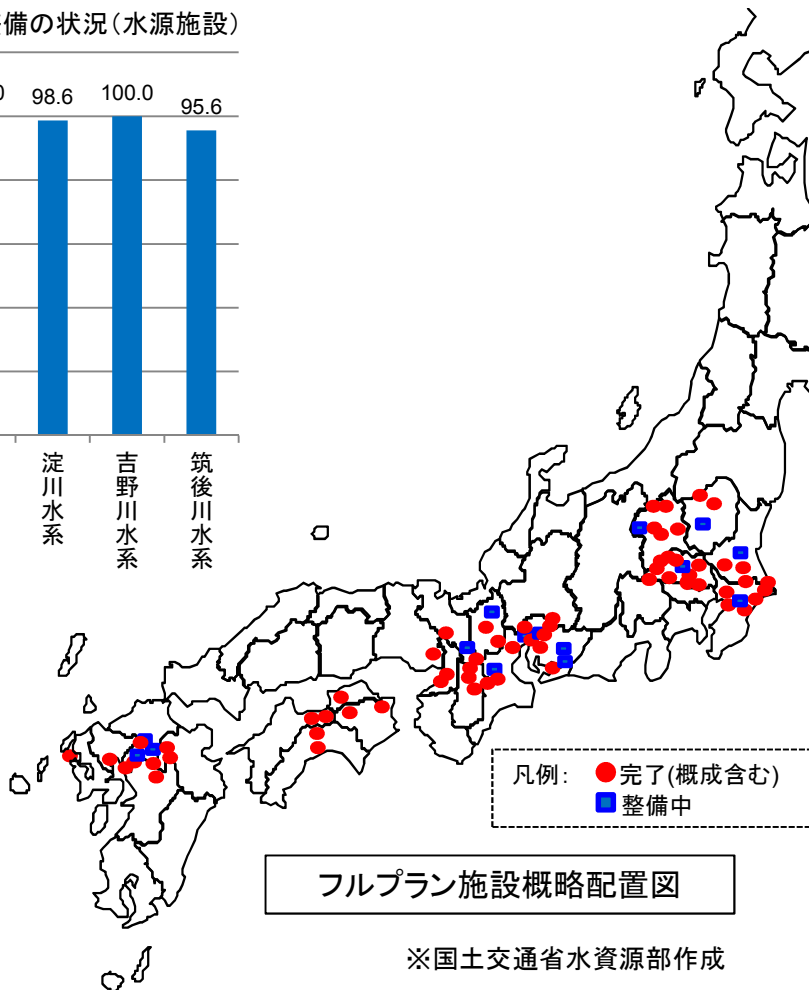 備の状況(水源施設)
0
98.6
100.0
95.6
淀川水系
吉野川水系
筑後川水系
凡例:
完了(概成含む)
整備中
フルプラン施設概略配置図
※国土交通省水資源部作成